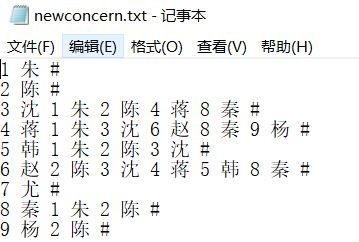 newconcern.txt - 记事本
文件(F) 编辑(E) 格式(O) 查看(V) 帮助(H)
1 朱 #
2 陈 #
3 沈 1 朱 2 陈 4 蒋 8 秦 #
4 蒋 1 朱 3 沈 6 赵 8 秦 9 杨 #
5 韩 1 朱 2 陈 3 沈 #
6 赵 2 陈 3 沈 4 蒋 5 韩 8 秦 #
7 尤 #
8 秦 1 朱 2 陈 #
9 杨 2 陈 #